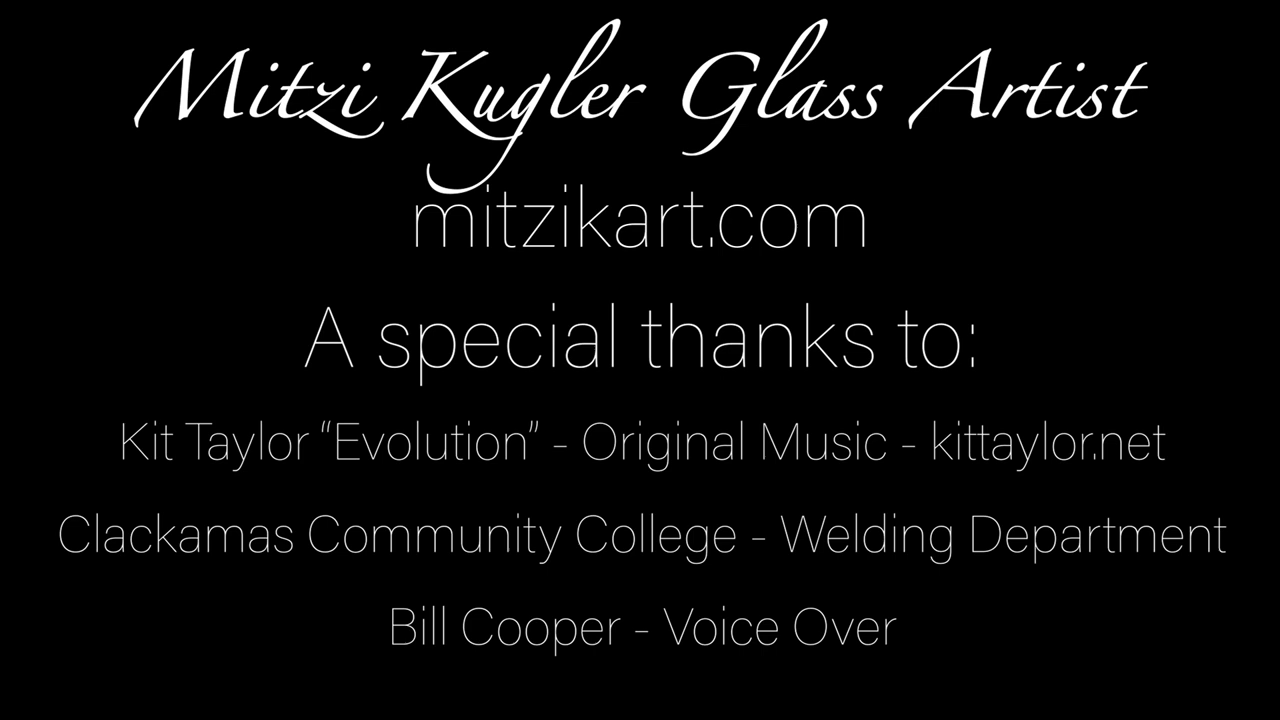 Mitzi Kugler Glass Artist
mitzikart.com
A special thanks to:
Kit Taylor “Evolution” - Original Music - kittaylor.net
Clackamas Community College - Welding Department
Bill Cooper - Voice Over